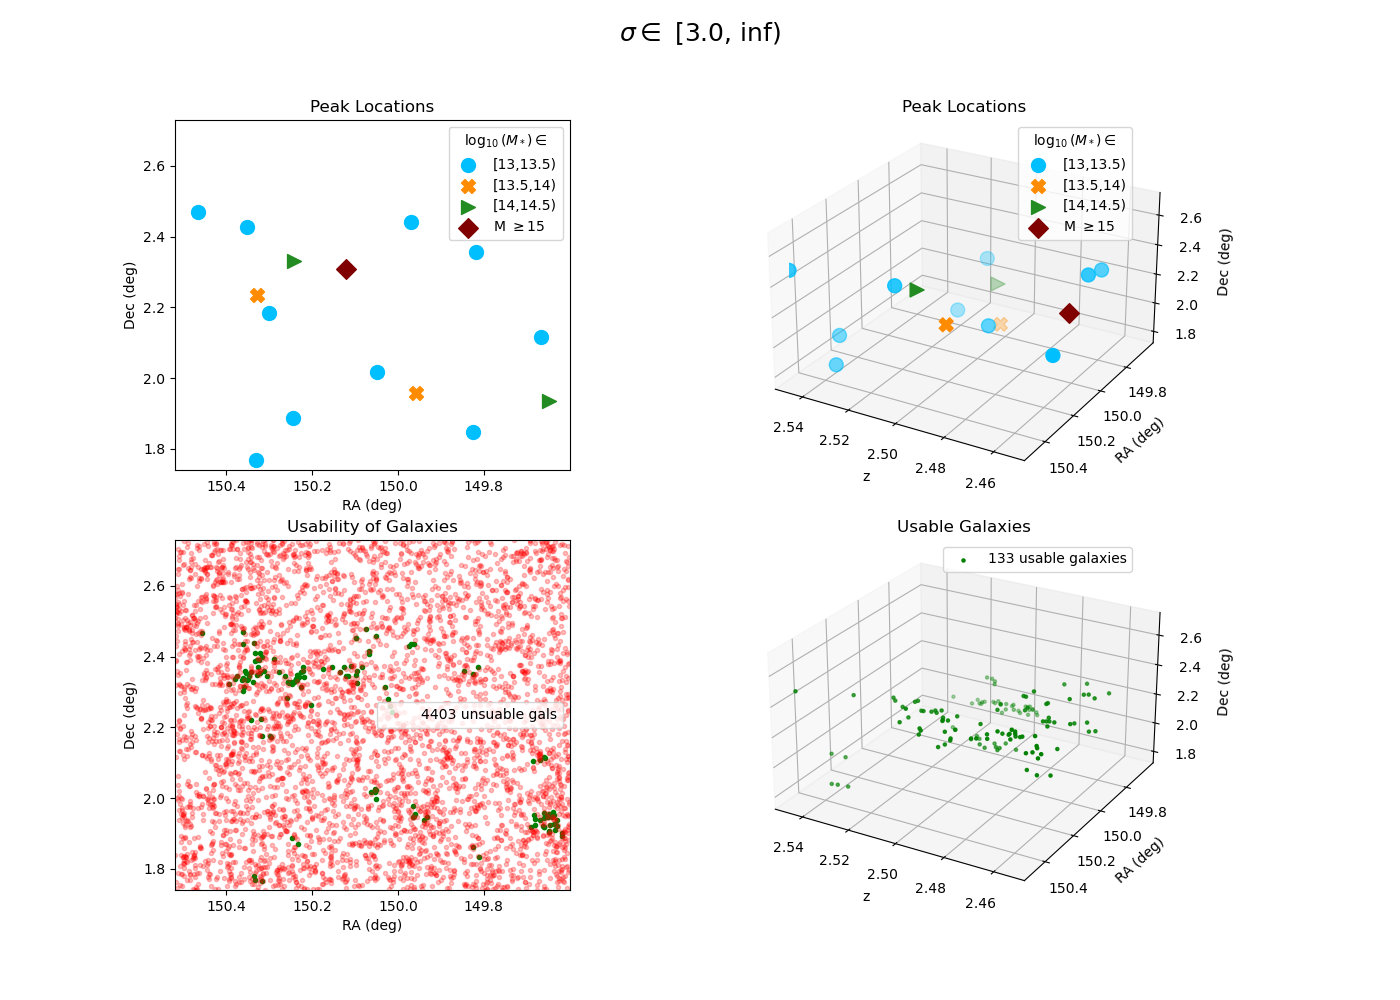 σ ∈ [3.0, inf)
Peak Locations
log₁₀(M*) ∈
[13,13.5)
[13.5,14)
[14,14.5)
M ≥15
2.6
2.4
2.2
2.0
1.8
Dec (deg)
150.4 150.2 150.0 149.8
RA (deg)
Peak Locations
log₁₀(M*) ∈
[13,13.5)
[13.5,14)
[14,14.5)
M ≥15
2.6
2.4
2.2
2.0
1.8
Dec (deg)
149.8
150.0
150.2
150.4
RA (deg)
2.54
2.52
2.50
2.48
2.46
z
Usability of Galaxies
4403 unsuable gals
2.6
2.4
2.2
2.0
1.8
Dec (deg)
150.4 150.2 150.0 149.8
RA (deg)
Usable Galaxies
133 usable galaxies
2.6
2.4
2.2
2.0
1.8
Dec (deg)
149.8
150.0
150.2
150.4
RA (deg)
2.54
2.52
2.50
2.48
2.46
z